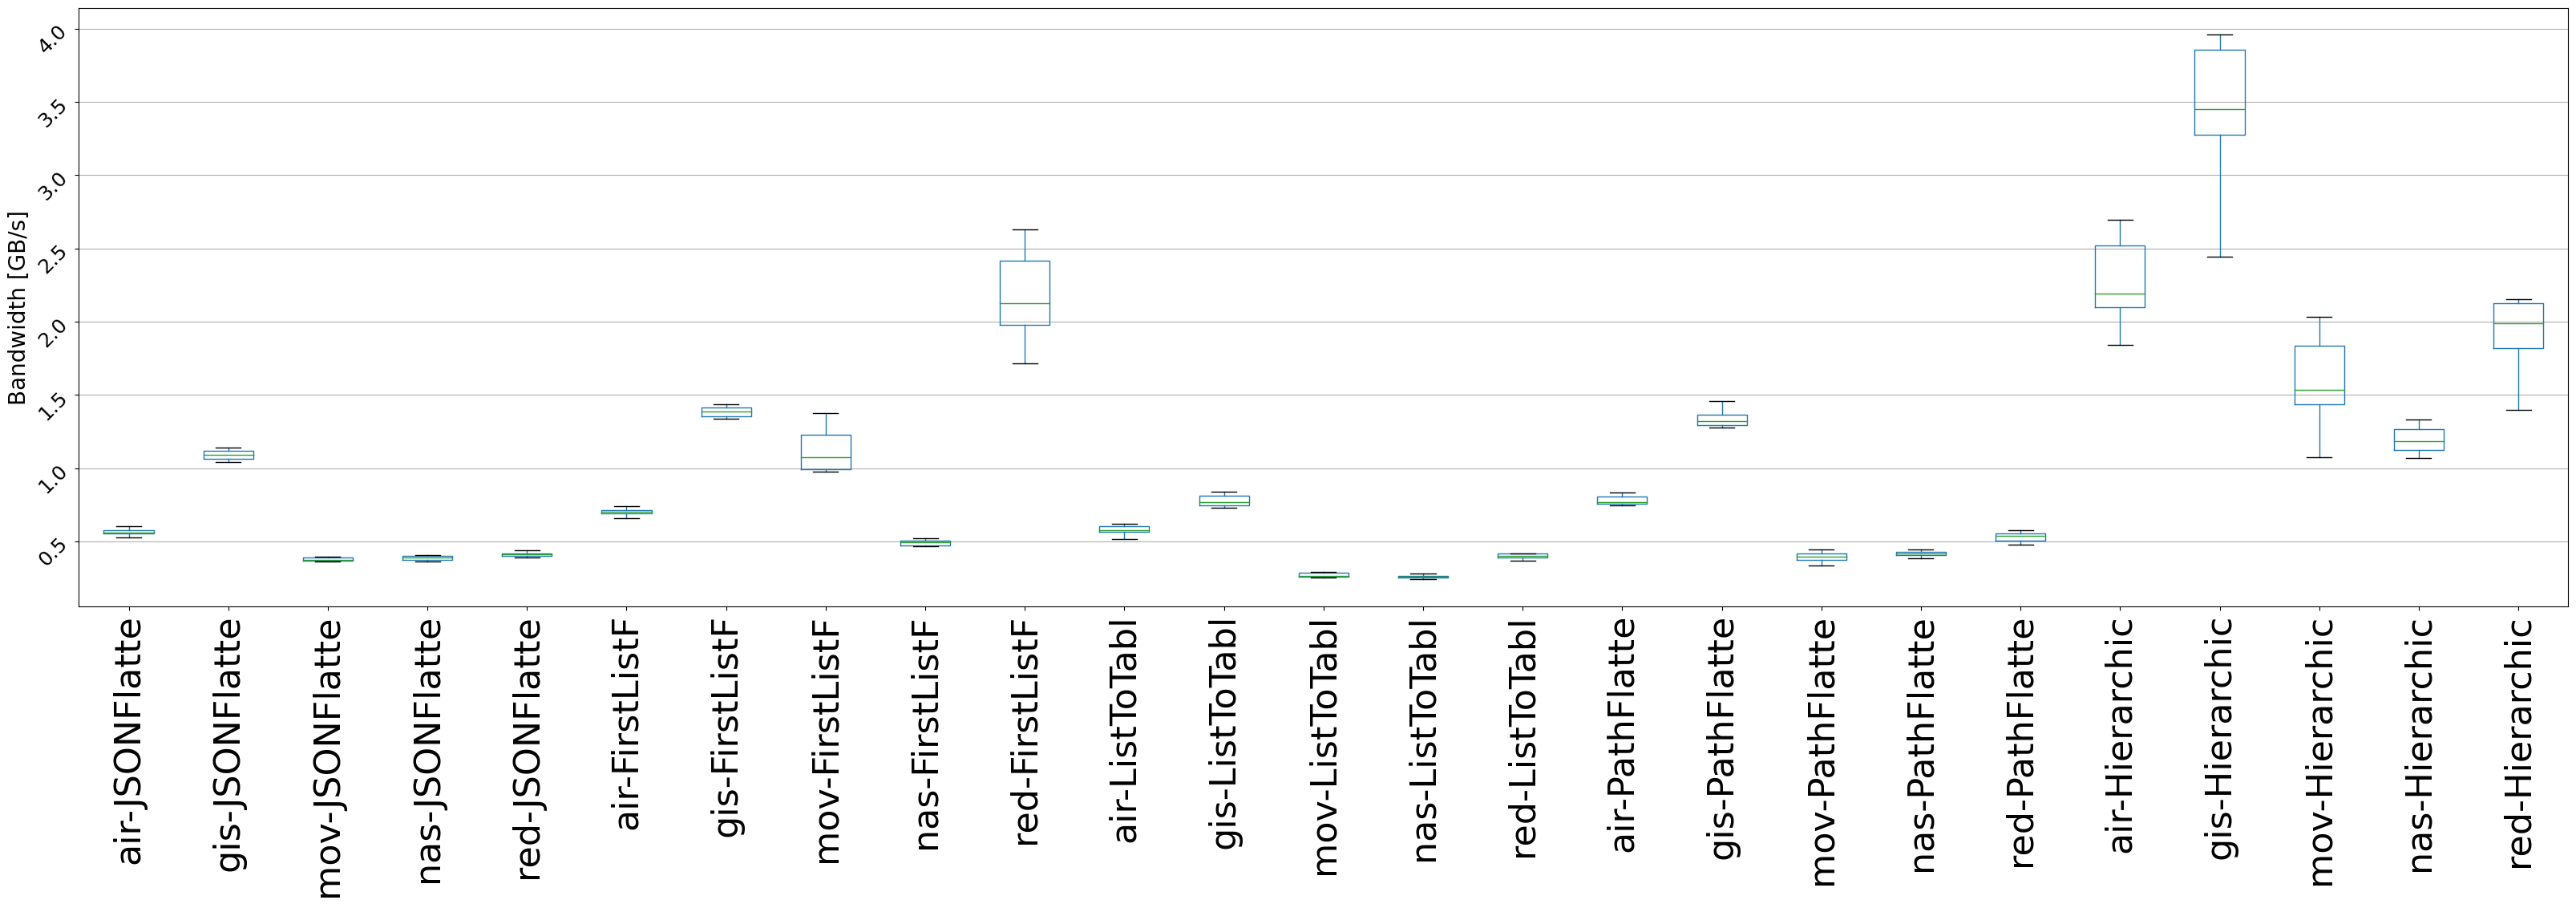 Bandwidth [GB/s]
4.0
3.5
3.0
2.5
2.0
1.5
1.0
0.5
air-JSONFlatte
gis-JSONFlatte
mov-JSONFlatte
nas-JSONFlatte
red-JSONFlatte
air-FirstListF
gis-FirstListF
mov-FirstListF
nas-FirstListF
red-FirstListF
air-ListToTabl
gis-ListToTabl
mov-ListToTabl
nas-ListToTabl
red-ListToTabl
air-PathFlatte
gis-PathFlatte
mov-PathFlatte
nas-PathFlatte
red-PathFlatte
air-Hierarchic
gis-Hierarchic
mov-Hierarchic
nas-Hierarchic
red-Hierarchic